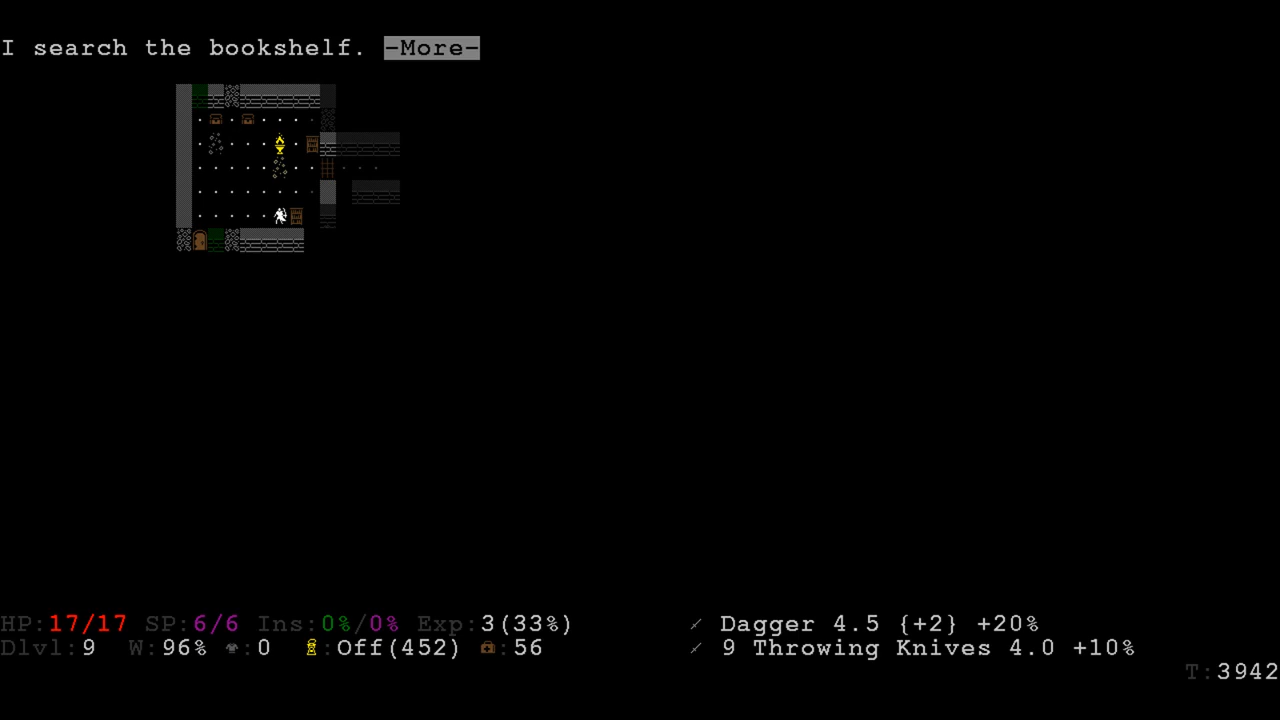 I search the bookshelf. -More-
HP:17/17 SP:6/6 Ins:0%/0% Exp:3(33%)
Dagger 4.5 {+2} +20%
Dlvl:9 W:96% :0 :Off(452) :56
9 Throwing Knives 4.0 +10%
T:3942